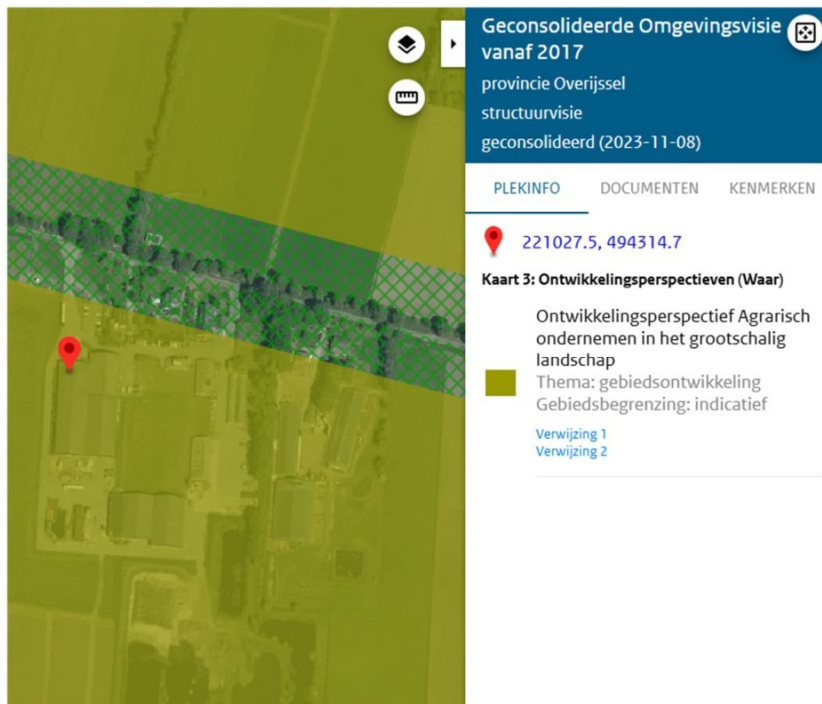 Geconsolideerde Omgevingsvisie
vanaf 2017
provincie Overijssel
structuurvisie
geconsolideerd (2023-11-08)
PLEKINFO DOCUMENTEN KENMERKEN
221027.5, 494314.7
Kaart 3: Ontwikkelingsperspectieven (Waar)
Ontwikkelingsperspectief Agrarisch
ondernemen in het grootschalig
landschap
Thema: gebiedsontwikkeling
Gebiedsbegrenzing: indicatief
Verwijzing 1
Verwijzing 2